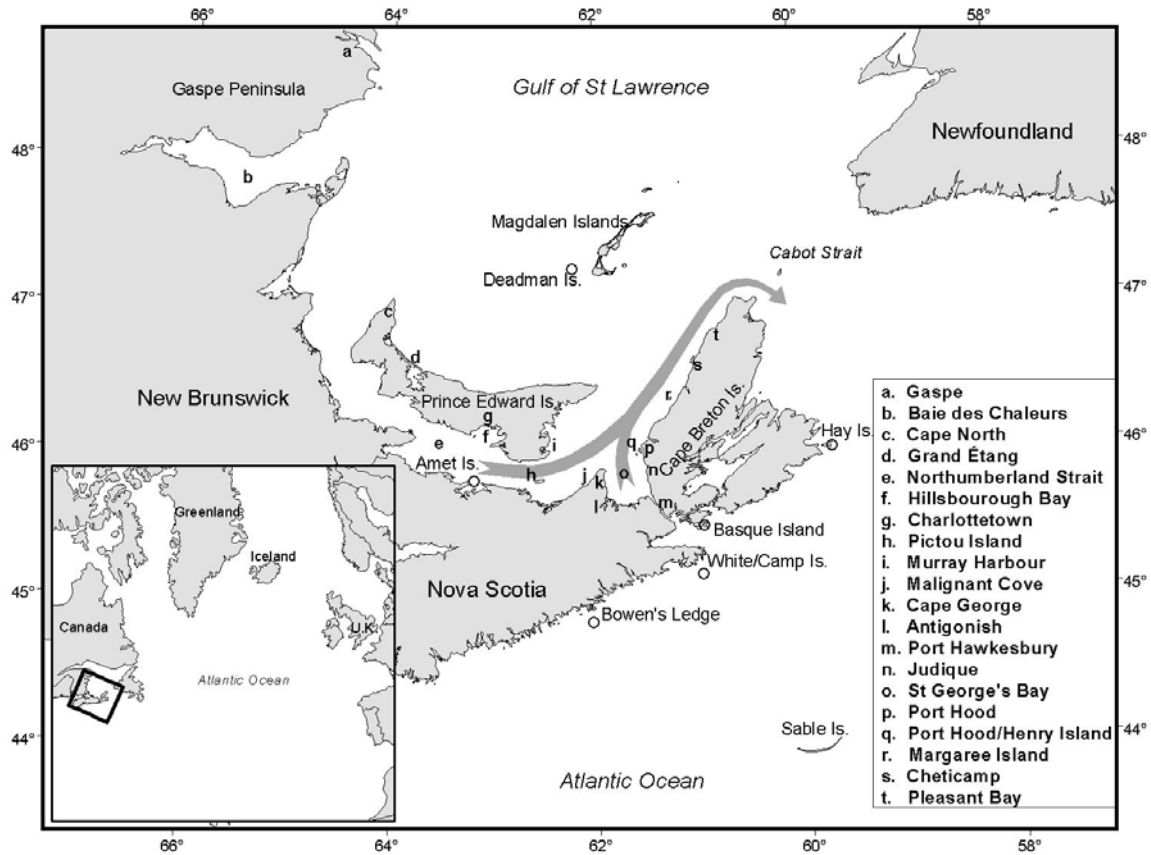 66° 64° 62° 60° 58°
a
Gaspe Peninsula
Gulf of St Lawrence
Newfoundland
48° 48°
b
Magdalen Islands
Cabot Strait
Deadman Is.
47° 47°
c
t
d
s
New Brunswick
Prince Edward Is.
r
Cape Breton Is.
g
f
i
q
p
Hay Is.
46° 46°
e
Amet Is.
h
j
k
o
n
l
m
Basque Island
White/Camp Is.
Nova Scotia
45° 45°
Bowen's Ledge
Sable Is.
44° 44°
Atlantic Ocean
66° 64° 62° 60° 58°
Greenland
Iceland
Canada
U.K.
Atlantic Ocean
a. Gaspe
b. Baie des Chaleurs
c. Cape North
d. Grand Étang
e. Northumberland Strait
f. Hillsbourough Bay
g. Charlottetown
h. Pictou Island
i. Murray Harbour
j. Malignant Cove
k. Cape George
l. Antigonish
m. Port Hawkesbury
n. Judique
o. St George's Bay
p. Port Hood
q. Port Hood/Henry Island
r. Margaree Island
s. Cheticamp
t. Pleasant Bay